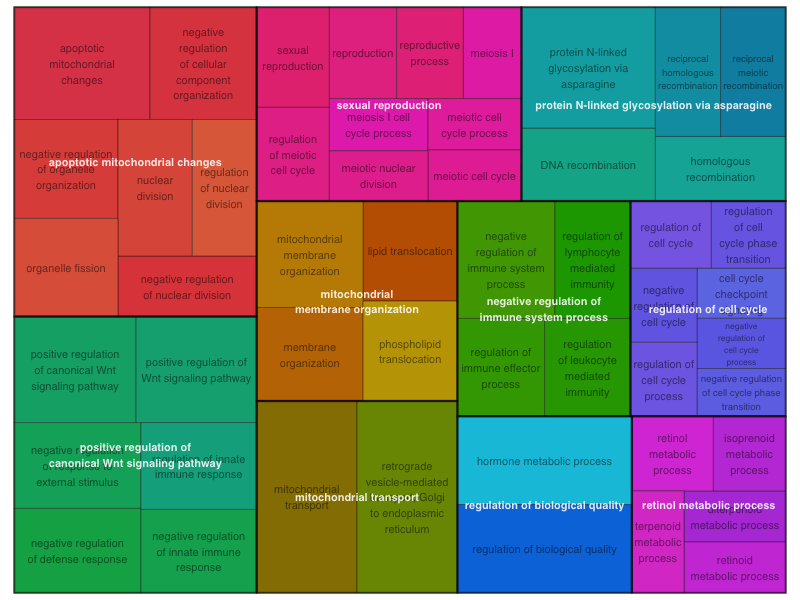 apoptotic
mitochondrial
changes
negative
regulation
of cellular
component
organization
negative regulation
of organelle
organization
nuclear
division
regulation
of nuclear
division
apoptotic mitochondrial changes
organelle fission
negative regulation
of nuclear division
sexual
reproduction
reproduction
reproductive
process
meiosis I
sexual reproduction
regulation
of meiotic
cell cycle
meiosis I cell
cycle process
meiotic cell
cycle process
meiotic nuclear
division
meiotic cell cycle
protein N-linked
glycosylation via
asparagine
reciprocal
homologous
recombination
reciprocal
meiotic
recombination
protein N-linked glycosylation via asparagine
DNA recombination
homologous
recombination
mitochondrial
membrane
organization
lipid translocation
mitochondrial
membrane organization
membrane
organization
phospholipid
translocation
negative
regulation of
immune system
process
regulation of
lymphocyte
mediated
immunity
negative regulation of
immune system process
regulation of
immune effector
process
regulation
of leukocyte
mediated
immunity
regulation of
cell cycle
regulation
of cell
cycle phase
transition
negative
regulation of
cell cycle
cell cycle
checkpoint
regulation of cell cycle
regulation of
cell cycle
process
negative
regulation of
cell cycle
process
negative regulation
of cell cycle phase
transition
positive regulation
of canonical Wnt
signaling pathway
positive regulation of
Wnt signaling pathway
negative regulation
of response to
external stimulus
regulation of innate
immune response
positive regulation of
canonical Wnt signaling pathway
negative regulation
of defense response
negative regulation
of innate immune
response
mitochondrial
transport
retrograde
vesicle-mediated
Golgi
to endoplasmic
reticulum
mitochondrial transport
hormone metabolic process
regulation of biological quality
regulation of biological quality
retinol
metabolic
process
isoprenoid
metabolic
process
retinol metabolic process
terpenoid
metabolic
process
diterpenoid
metabolic process
retinoid
metabolic process